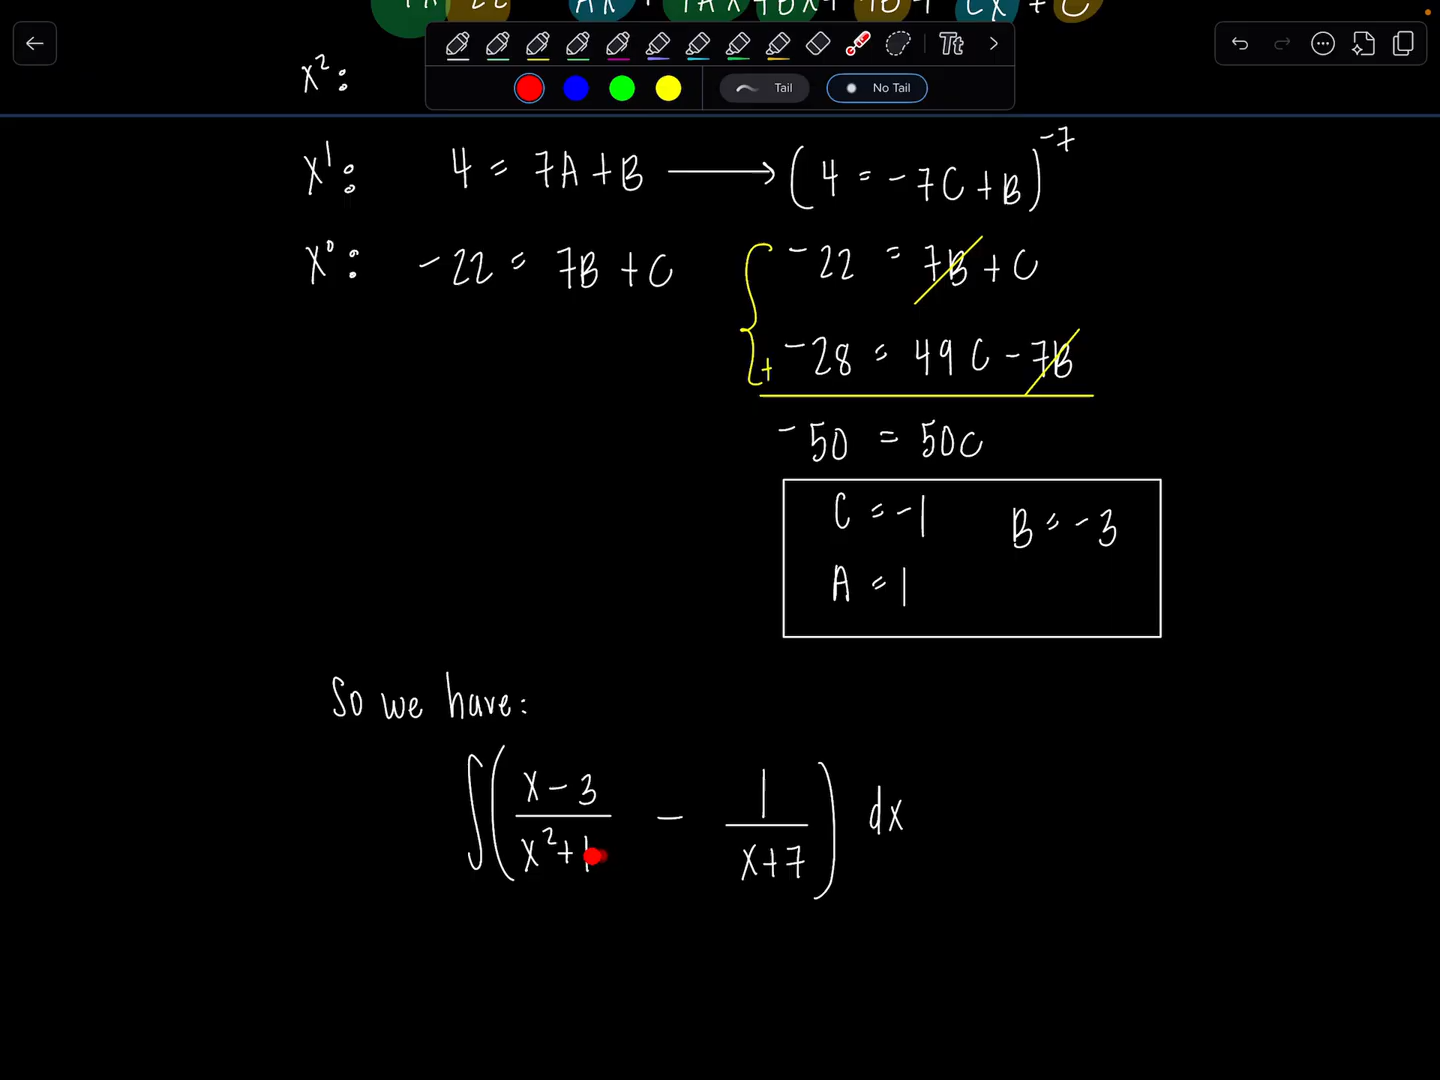 Tt
Tail
No Tail
x²:
x¹: 4 = 7A + B ⟶ (4 = -7C + B)⁻⁷
x⁰: -22 = 7B + C
-22 = 7B + C
+ -28 = 49C - 7B
-50 = 50C
C = -1 B = -3
A = 1
So we have:
∫( (x-3)/(x²+1) - 1/(x+7) ) dx